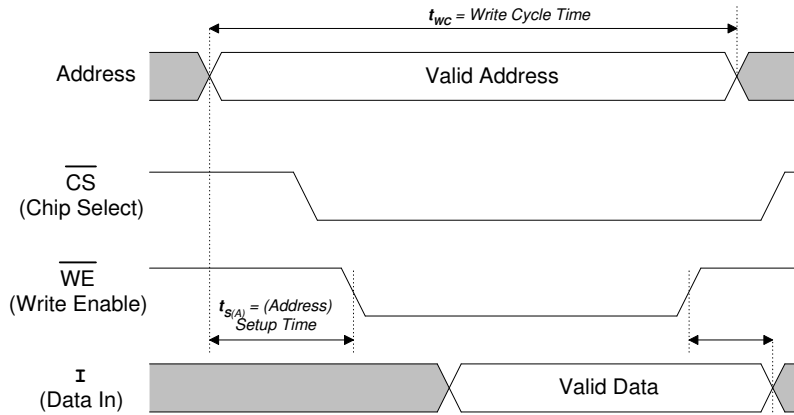 t_WC = Write Cycle Time
Address
Valid Address
CS
(Chip Select)
WE
(Write Enable)
t_S(A) = (Address)
Setup Time
I
(Data In)
Valid Data